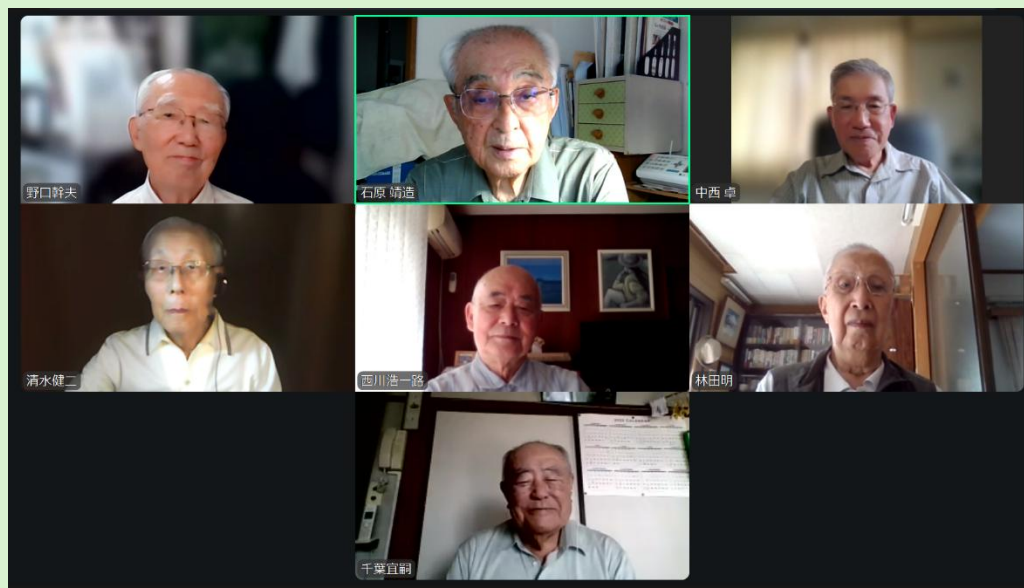 野口幹夫
石原 靖造
中西 卓
清水健二
西川浩一路
林田明
千葉宜嗣